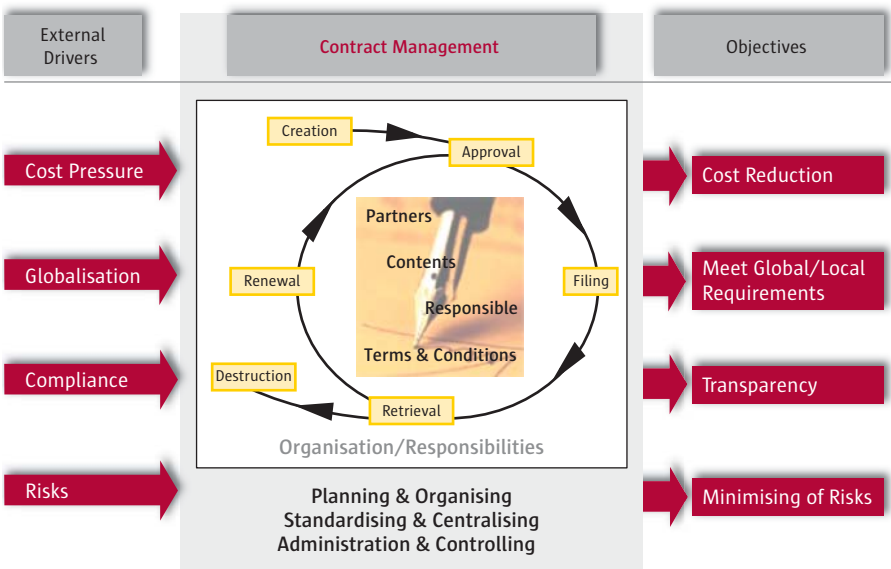 External
Drivers
Contract Management
Objectives
Creation
Approval
Cost Pressure
Cost Reduction
Partners
Contents
Globalisation
Renewal
Filing
Meet Global/Local
Requirements
Responsible
Terms & Conditions
Compliance
Destruction
Transparency
Retrieval
Organisation/Responsibilities
Risks
Planning & Organising
Standardising & Centralising
Administration & Controlling
Minimising of Risks